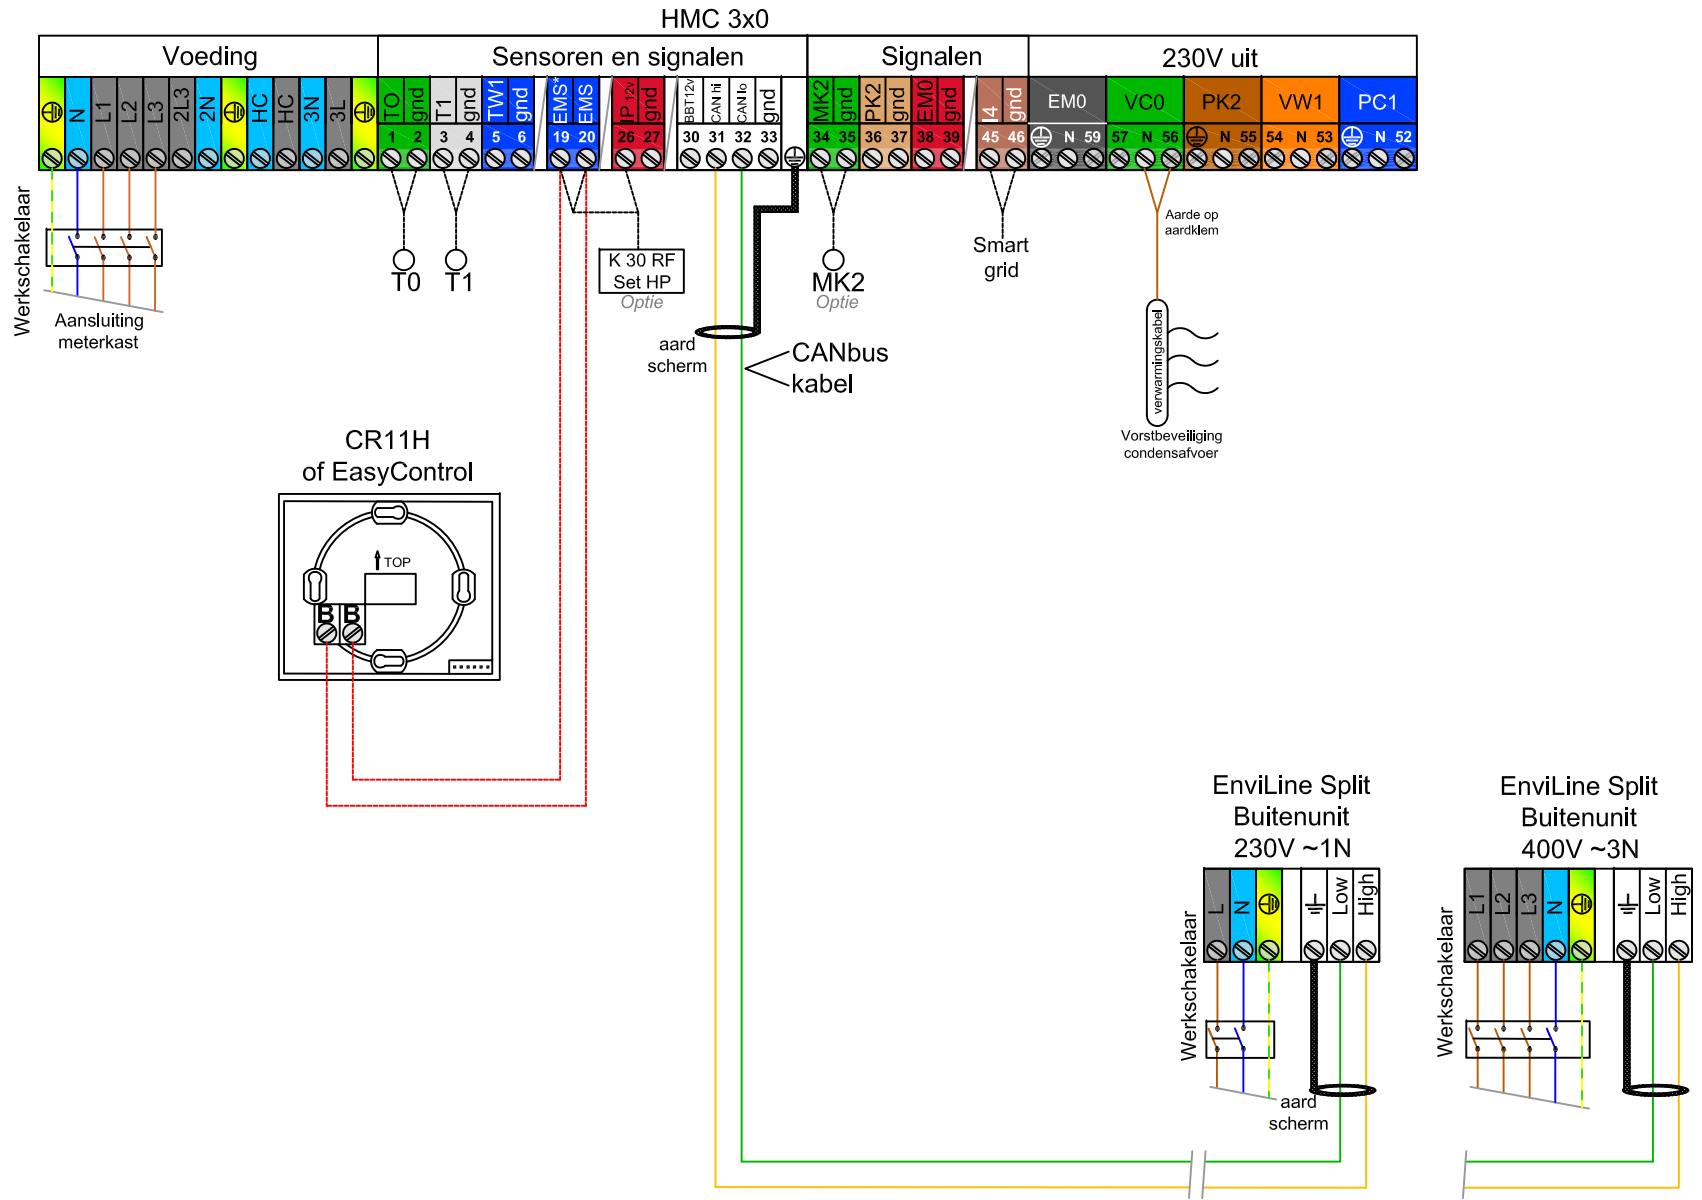 HMC 3x0
Voeding
Sensoren en signalen
Signalen
230V uit
N
L1
L2
L3
2L3
2N
HC
HC
3N
3L
TO
gnd
T1
gnd
TW1
gnd
EMS*
EMS
IP 12v
gnd
BBT12v
CAN hi
CAN lo
gnd
MK2
gnd
PK2
gnd
EM0
gnd
I4
gnd
EM0
VC0
PK2
VW1
PC1
1 2 3 4 5 6 19 20 26 27 30 31 32 33 34 35 36 37 38 39 45 46 N 59 57 N 56 N 55 54 N 53 N 52
Werkschakelaar
Aansluiting
meterkast
T0
T1
K 30 RF
Set HP
Optie
MK2
Optie
Smart
grid
Aarde op
aardklem
verwarmingskabel
Vorstbeveiliging
condensafvoer
aard
scherm
CANbus
kabel
CR11H
of EasyControl
TOP
B B
EnviLine Split
Buitenunit
230V ~1N
L
N
Low
High
Werkschakelaar
aard
scherm
EnviLine Split
Buitenunit
400V ~3N
L1
L2
L3
N
Low
High
Werkschakelaar